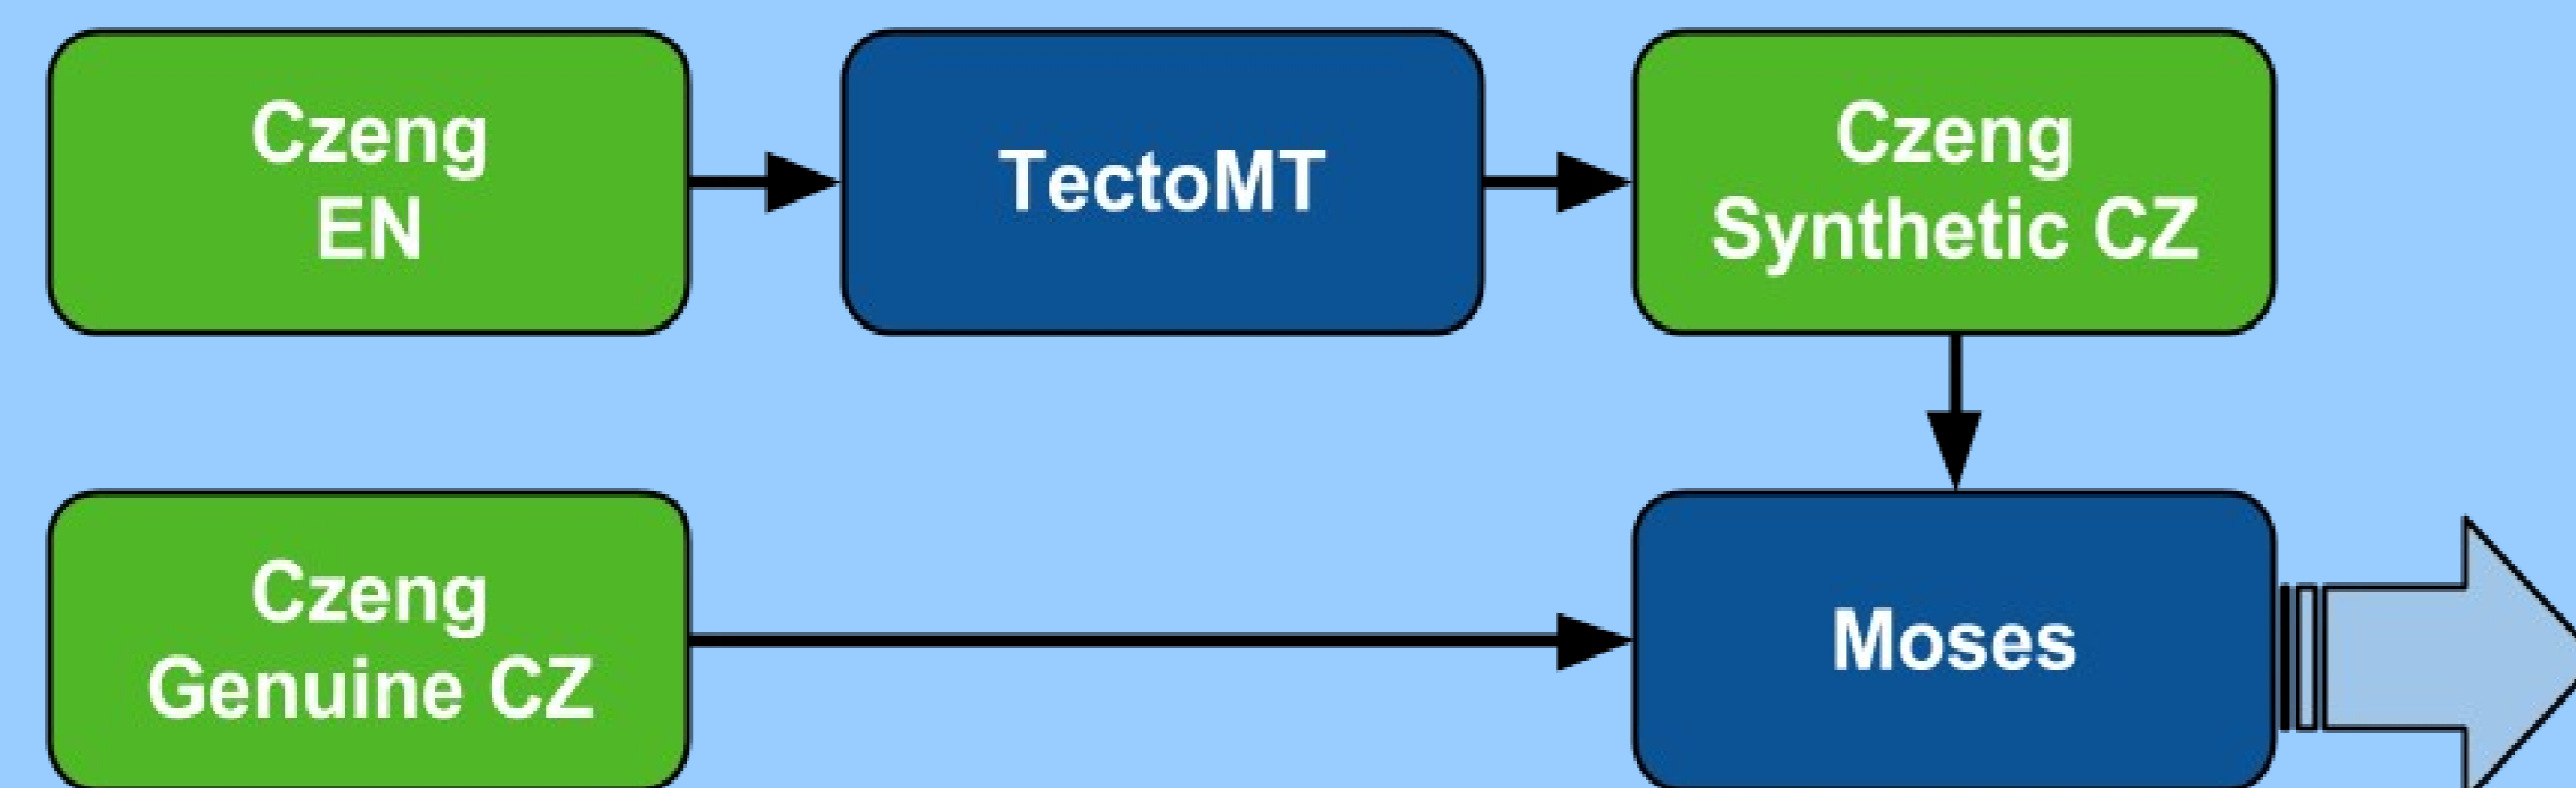 Czeng
EN
TectoMT
Czeng
Synthetic CZ
Czeng
Genuine CZ
Moses